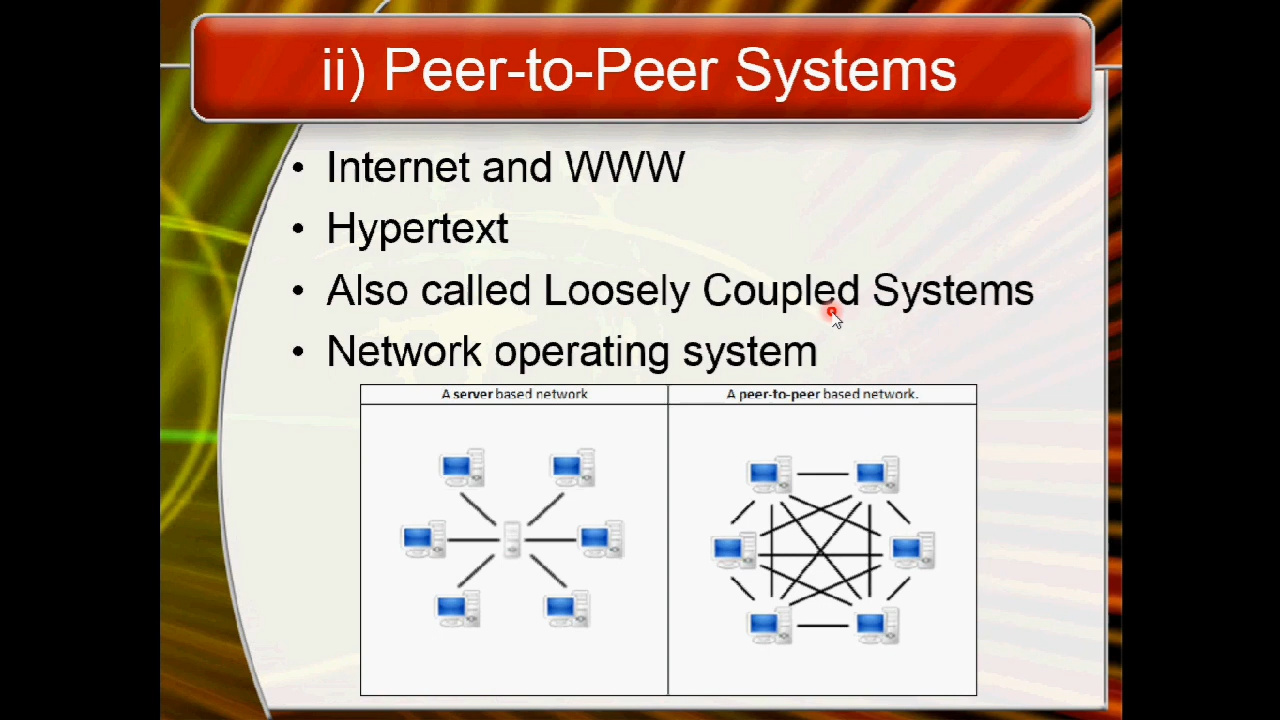 ii) Peer-to-Peer Systems
• Internet and WWW
• Hypertext
• Also called Loosely Coupled Systems
• Network operating system
A server based network
A peer-to-peer based network.